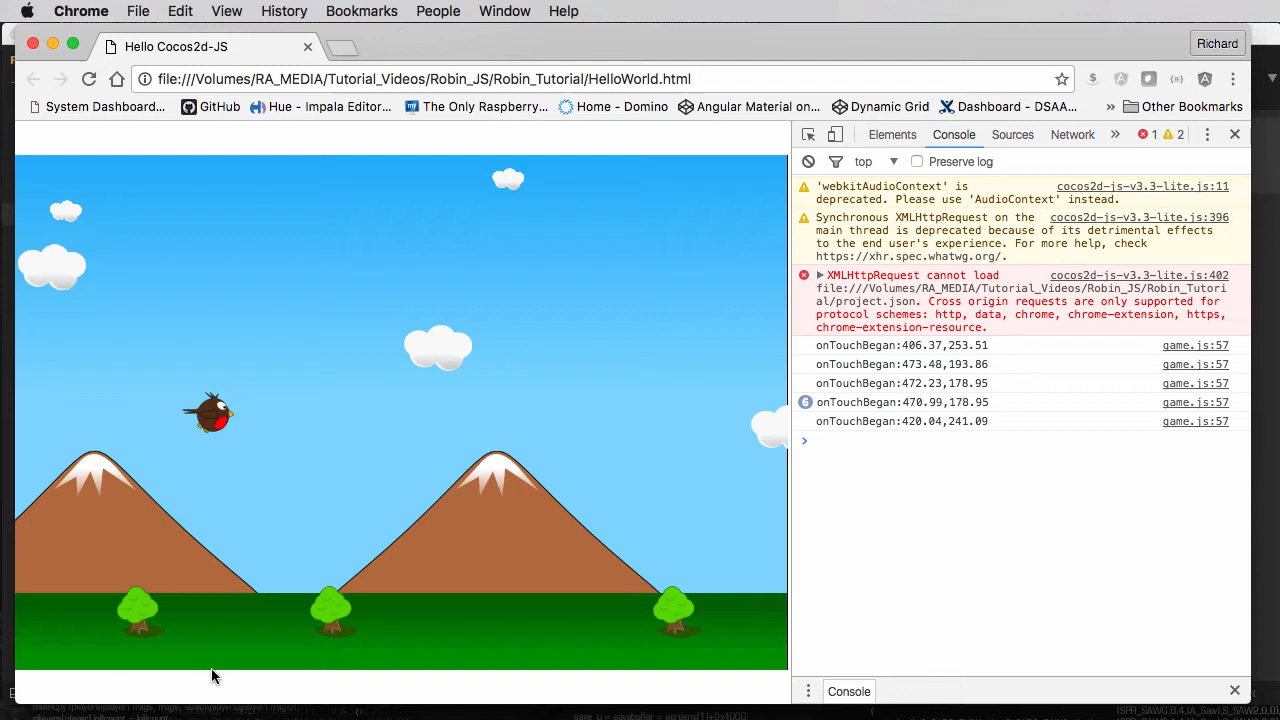 Chrome File Edit View History Bookmarks People Window Help
Hello Cocos2d-JS
Richard
file:///Volumes/RA_MEDIA/Tutorial_Videos/Robin_JS/Robin_Tutorial/HelloWorld.html
System Dashboard... GitHub Hue - Impala Editor... The Only Raspberry... Home - Domino Angular Material on... Dynamic Grid Dashboard - DSAA... » Other Bookmarks
Elements Console Sources Network » 1 2
top Preserve log
'webkitAudioContext' is cocos2d-js-v3.3-lite.js:11
deprecated. Please use 'AudioContext' instead.
Synchronous XMLHttpRequest on the cocos2d-js-v3.3-lite.js:396
main thread is deprecated because of its detrimental effects
to the end user's experience. For more help, check
https://xhr.spec.whatwg.org/.
XMLHttpRequest cannot load cocos2d-js-v3.3-lite.js:402
file:///Volumes/RA_MEDIA/Tutorial_Videos/Robin_JS/Robin_Tutori
al/project.json. Cross origin requests are only supported for
protocol schemes: http, data, chrome, chrome-extension, https,
chrome-extension-resource.
onTouchBegan:406.37,253.51 game.js:57
onTouchBegan:473.48,193.86 game.js:57
onTouchBegan:472.23,178.95 game.js:57
6 onTouchBegan:470.99,178.95 game.js:57
onTouchBegan:420.04,241.09 game.js:57
Console